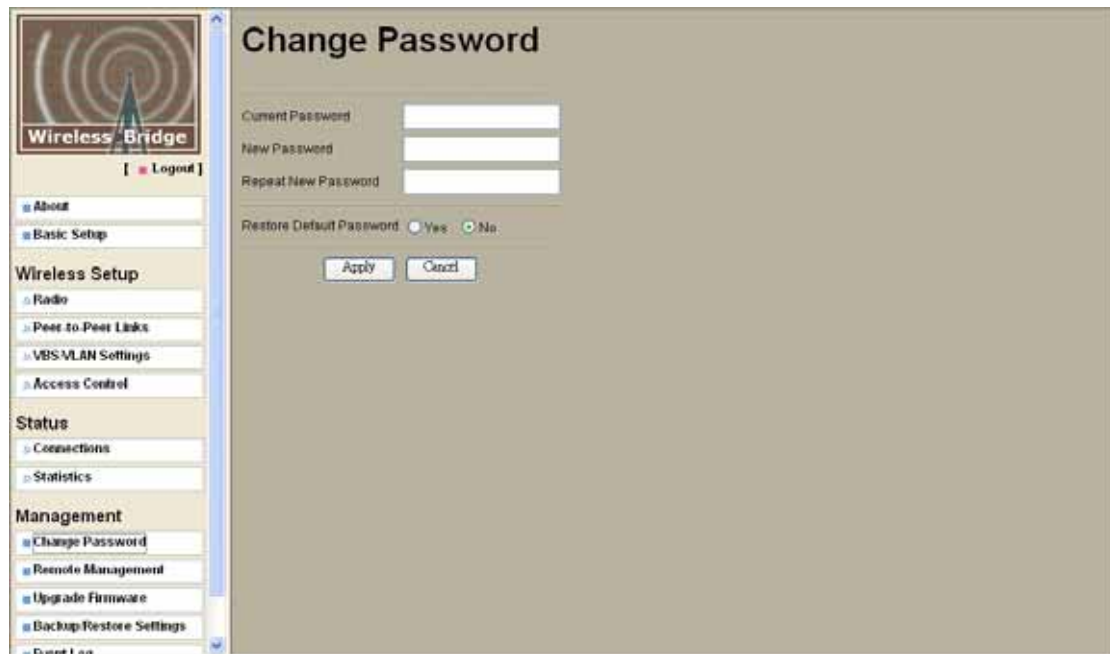 Wireless Bridge
[ Logout ]
About
Basic Setup
Wireless Setup
Radio
Peer-to-Peer Links
VBS/VLAN Settings
Access Control
Status
Connections
Statistics
Management
Change Password
Remote Management
Upgrade Firmware
Backup/Restore Settings
Event Log
Change Password
Current Password
New Password
Repeat New Password
Restore Default Password Yes No
Apply Cancel